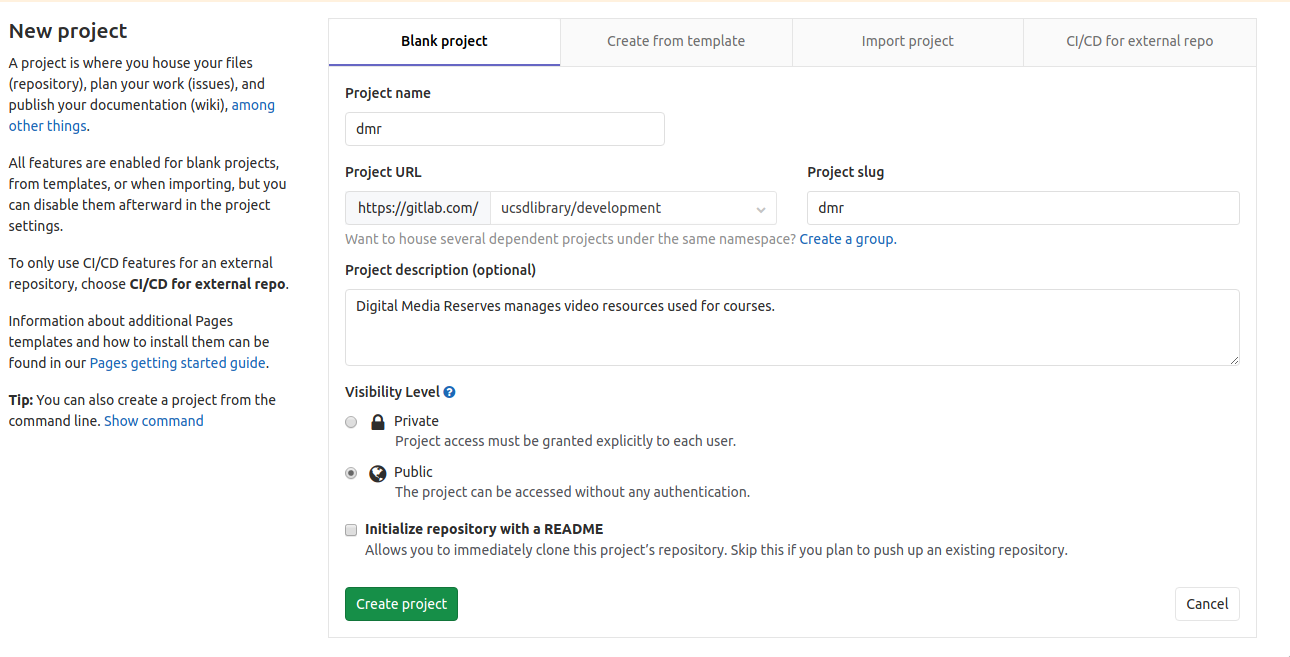 New project
A project is where you house your files
(repository), plan your work (issues), and
publish your documentation (wiki), among
other things.
All features are enabled for blank projects,
from templates, or when importing, but you
can disable them afterward in the project
settings.
To only use CI/CD features for an external
repository, choose CI/CD for external repo.
Information about additional Pages
templates and how to install them can be
found in our Pages getting started guide.
Tip: You can also create a project from the
command line. Show command
Blank project
Create from template
Import project
CI/CD for external repo
Project name
dmr
Project URL
https://gitlab.com/
ucsdlibrary/development
Project slug
dmr
Want to house several dependent projects under the same namespace? Create a group.
Project description (optional)
Digital Media Reserves manages video resources used for courses.
Visibility Level ?
Private
Project access must be granted explicitly to each user.
Public
The project can be accessed without any authentication.
Initialize repository with a README
Allows you to immediately clone this project’s repository. Skip this if you plan to push up an existing repository.
Create project
Cancel